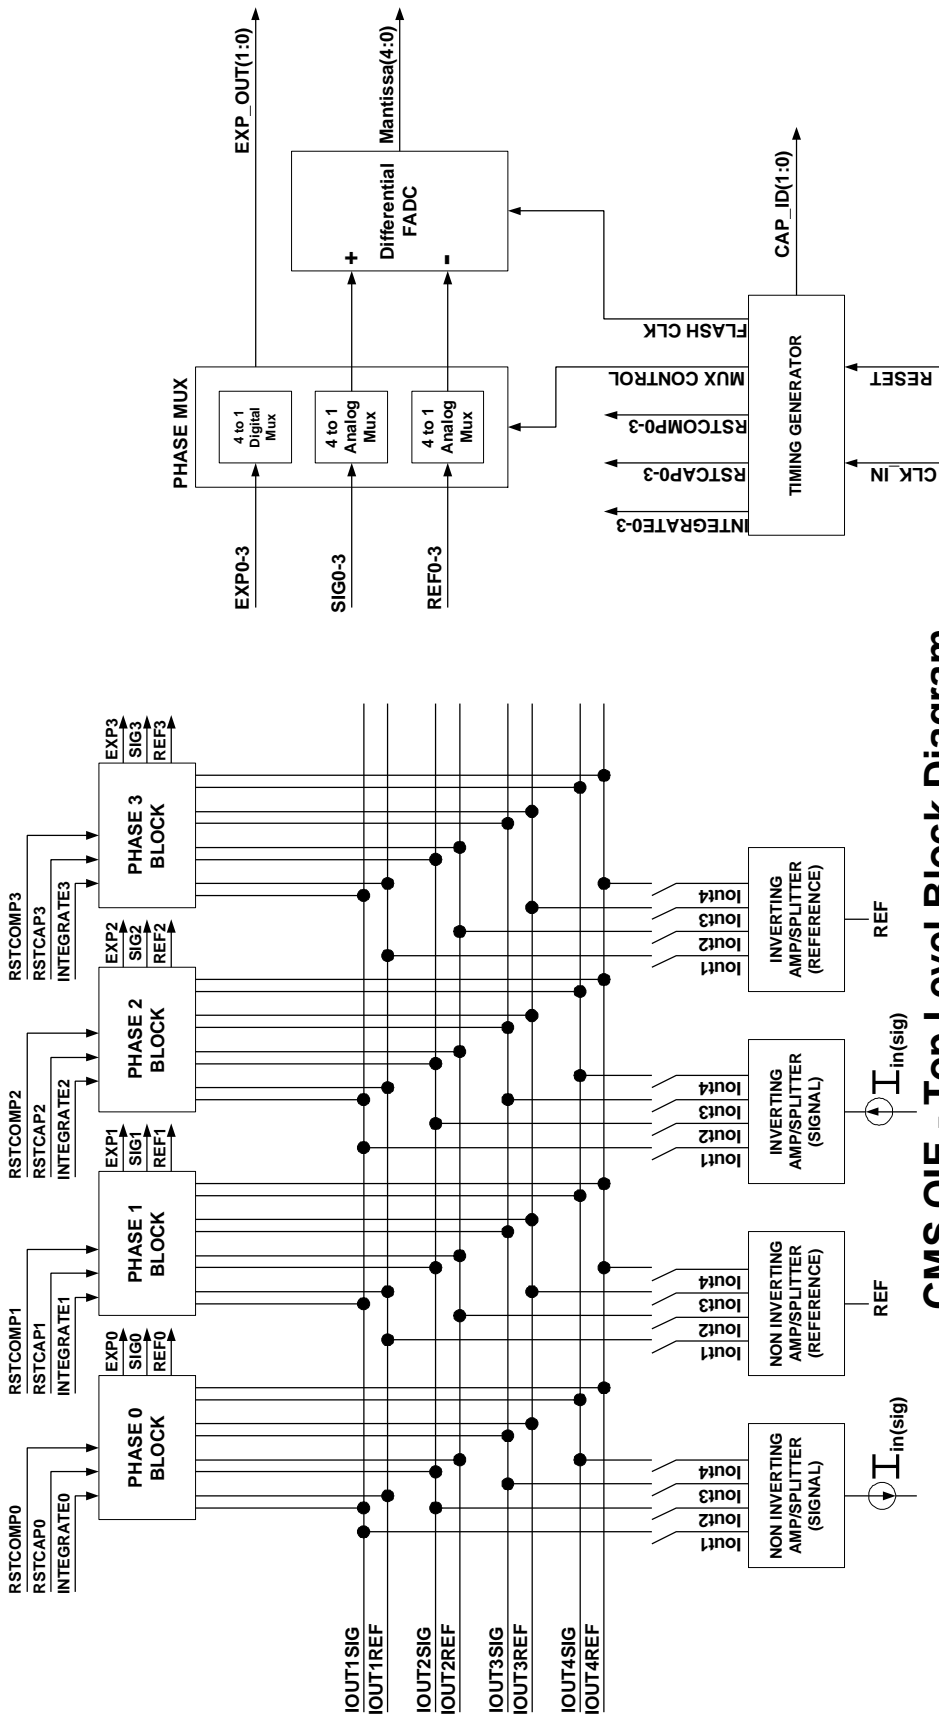 RSTCOMP0
RSTCAP0
INTEGRATE0
RSTCOMP1
RSTCAP1
INTEGRATE1
RSTCOMP2
RSTCAP2
INTEGRATE2
RSTCOMP3
RSTCAP3
INTEGRATE3
PHASE 0
BLOCK
EXP0
SIG0
REF0
PHASE 1
BLOCK
EXP1
SIG1
REF1
PHASE 2
BLOCK
EXP2
SIG2
REF2
PHASE 3
BLOCK
EXP3
SIG3
REF3
IOUT1SIG
IOUT1REF
IOUT2SIG
IOUT2REF
IOUT3SIG
IOUT3REF
IOUT4SIG
IOUT4REF
Iout1
Iout2
Iout3
Iout4
Iout1
Iout2
Iout3
Iout4
Iout1
Iout2
Iout3
Iout4
Iout1
Iout2
Iout3
Iout4
NON INVERTING
AMP/SPLITTER
(SIGNAL)
NON INVERTING
AMP/SPLITTER
(REFERENCE)
INVERTING
AMP/SPLITTER
(SIGNAL)
INVERTING
AMP/SPLITTER
(REFERENCE)
Iin(sig)
REF
Iin(sig)
REF
PHASE MUX
EXP0-3
SIG0-3
REF0-3
4 to 1
Digital
Mux
4 to 1
Analog
Mux
4 to 1
Analog
Mux
EXP_OUT(1:0)
+
-
Differential
FADC
Mantissa(4:0)
INTEGRATE0-3
RSTCAP0-3
RSTCOMP0-3
MUX CONTROL
FLASH CLK
TIMING GENERATOR
CAP_ID(1:0)
CLK_IN
RESET
CMS QIE - Top Level Block Diagram